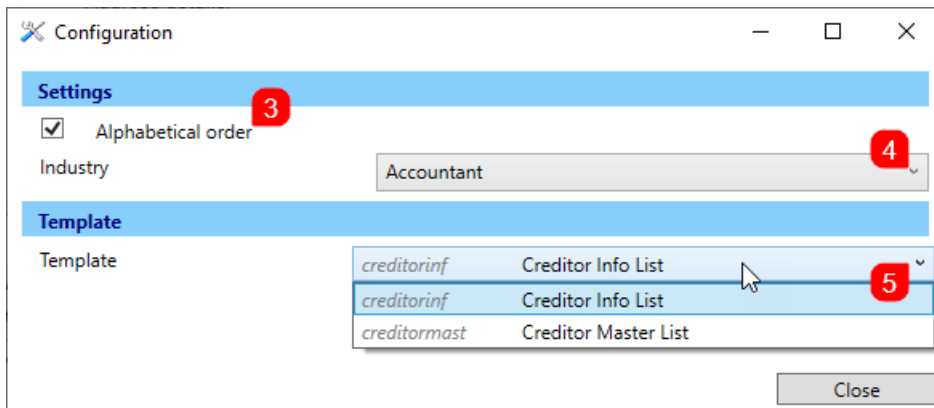 Configuration
Settings
3
Alphabetical order
4
Industry
Accountant
Template
Template
creditorinf Creditor Info List
5
creditorinf Creditor Info List
creditormast Creditor Master List
Close